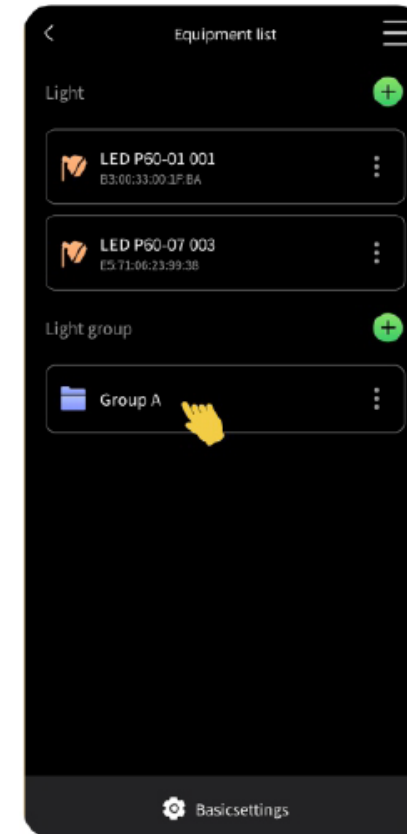 Equipment list
Light
LED P60-01 001
B3:00:33:00:1F:BA
LED P60-07 003
E5:71:06:23:99:38
Light group
Group A
Basicsettings